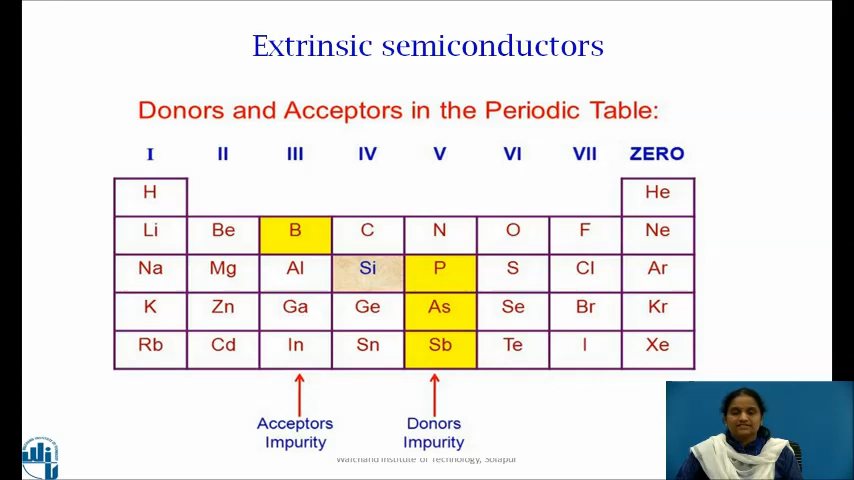 Extrinsic semiconductors
Donors and Acceptors in the Periodic Table:
I II III IV V VI VII ZERO
H He
Li Be B C N O F Ne
Na Mg Al Si P S Cl Ar
K Zn Ga Ge As Se Br Kr
Rb Cd In Sn Sb Te I Xe
Acceptors Donors
Impurity Impurity
Walchand Institute of Technology, Solapur